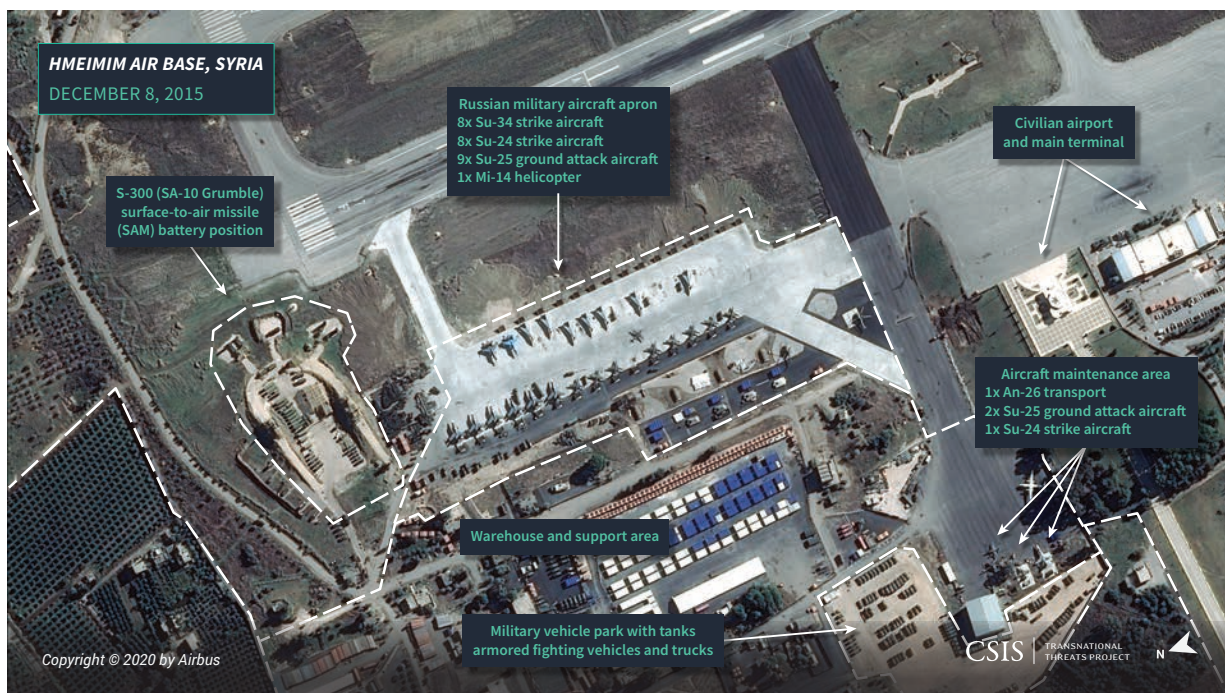 HMEIMIM AIR BASE, SYRIA
DECEMBER 8, 2015
Russian military aircraft apron
8x Su-34 strike aircraft
8x Su-24 strike aircraft
9x Su-25 ground attack aircraft
1x Mi-14 helicopter
Civilian airport
and main terminal
S-300 (SA-10 Grumble)
surface-to-air missile
(SAM) battery position
Aircraft maintenance area
1x An-26 transport
2x Su-25 ground attack aircraft
1x Su-24 strike aircraft
Warehouse and support area
Military vehicle park with tanks
armored fighting vehicles and trucks
Copyright © 2020 by Airbus
CSIS
TRANSNATIONAL
THREATS PROJECT
N